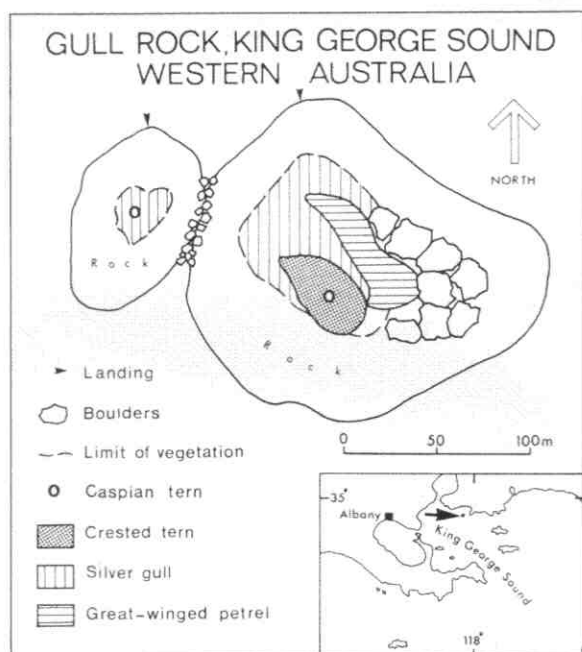 GULL ROCK, KING GEORGE SOUND
WESTERN AUSTRALIA
NORTH
Rock
Rock
Landing
Boulders
Limit of vegetation
Caspian tern
Crested tern
Silver gull
Great-winged petrel
0 50 100m
35°
Albany
King George Sound
118°